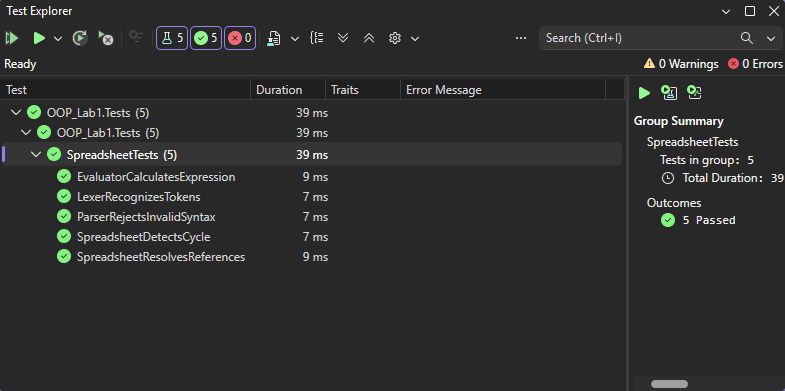 Test Explorer
5 5 0 ... Search (Ctrl+I)
Ready 0 Warnings 0 Errors
Test Duration Traits Error Message
OOP_Lab1.Tests (5) 39 ms
OOP_Lab1.Tests (5) 39 ms
SpreadsheetTests (5) 39 ms
EvaluatorCalculatesExpression 9 ms
LexerRecognizesTokens 7 ms
ParserRejectsInvalidSyntax 7 ms
SpreadsheetDetectsCycle 7 ms
SpreadsheetResolvesReferences 9 ms
Group Summary
SpreadsheetTests
Tests in group: 5
Total Duration: 39
Outcomes
5 Passed